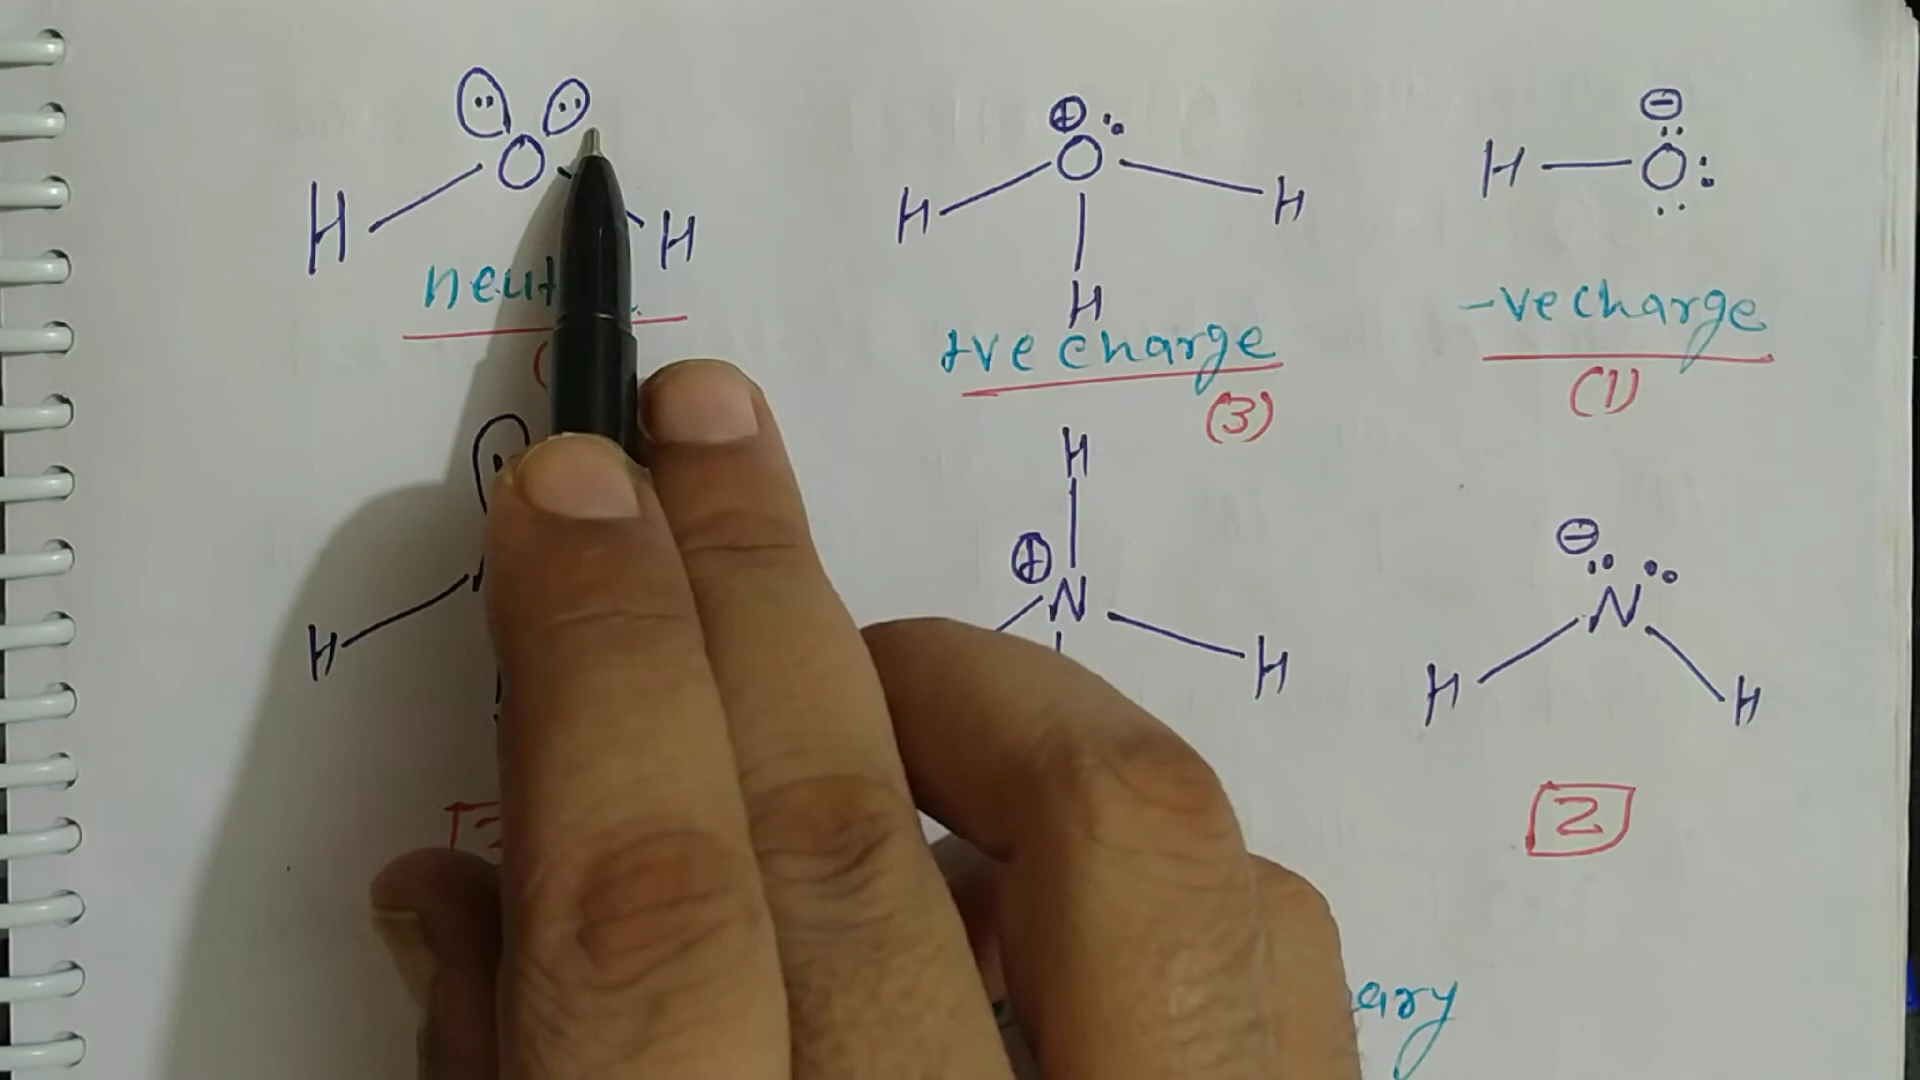 ⊕
⊖
H O H
H O H
H
H O
neut
+ve charge
-ve charge
(3)
(1)
H
⊕
⊖
N
N
H
H
H
H
2
ary